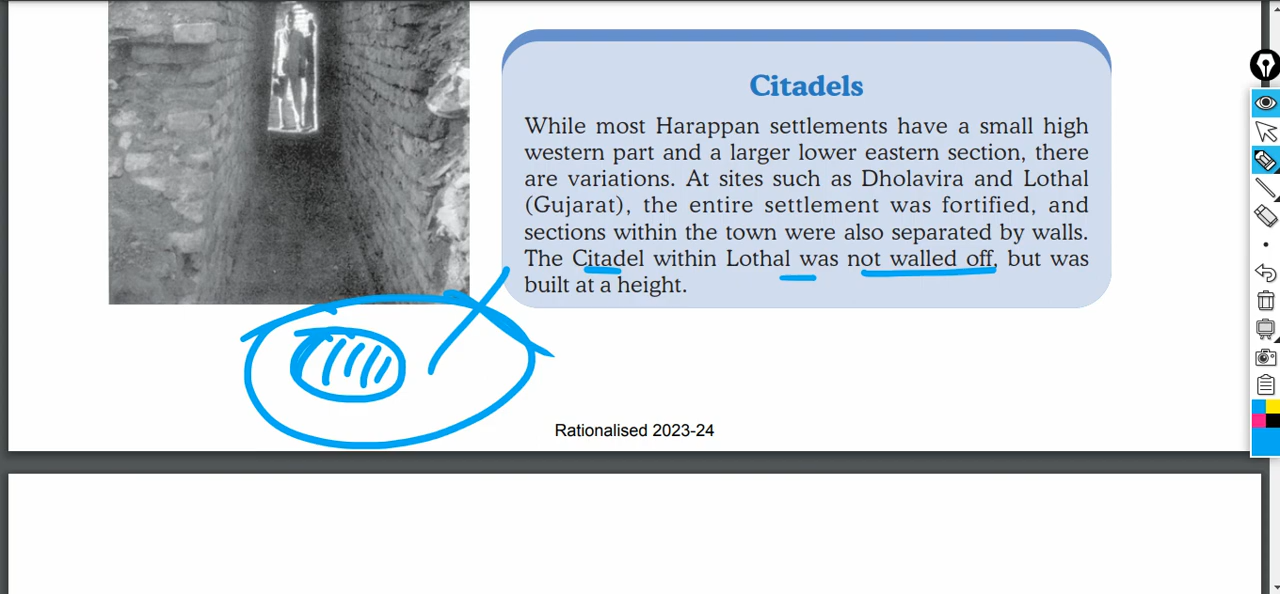 Citadels
While most Harappan settlements have a small high
western part and a larger lower eastern section, there
are variations. At sites such as Dholavira and Lothal
(Gujarat), the entire settlement was fortified, and
sections within the town were also separated by walls.
The Citadel within Lothal was not walled off, but was
built at a height.
Rationalised 2023-24